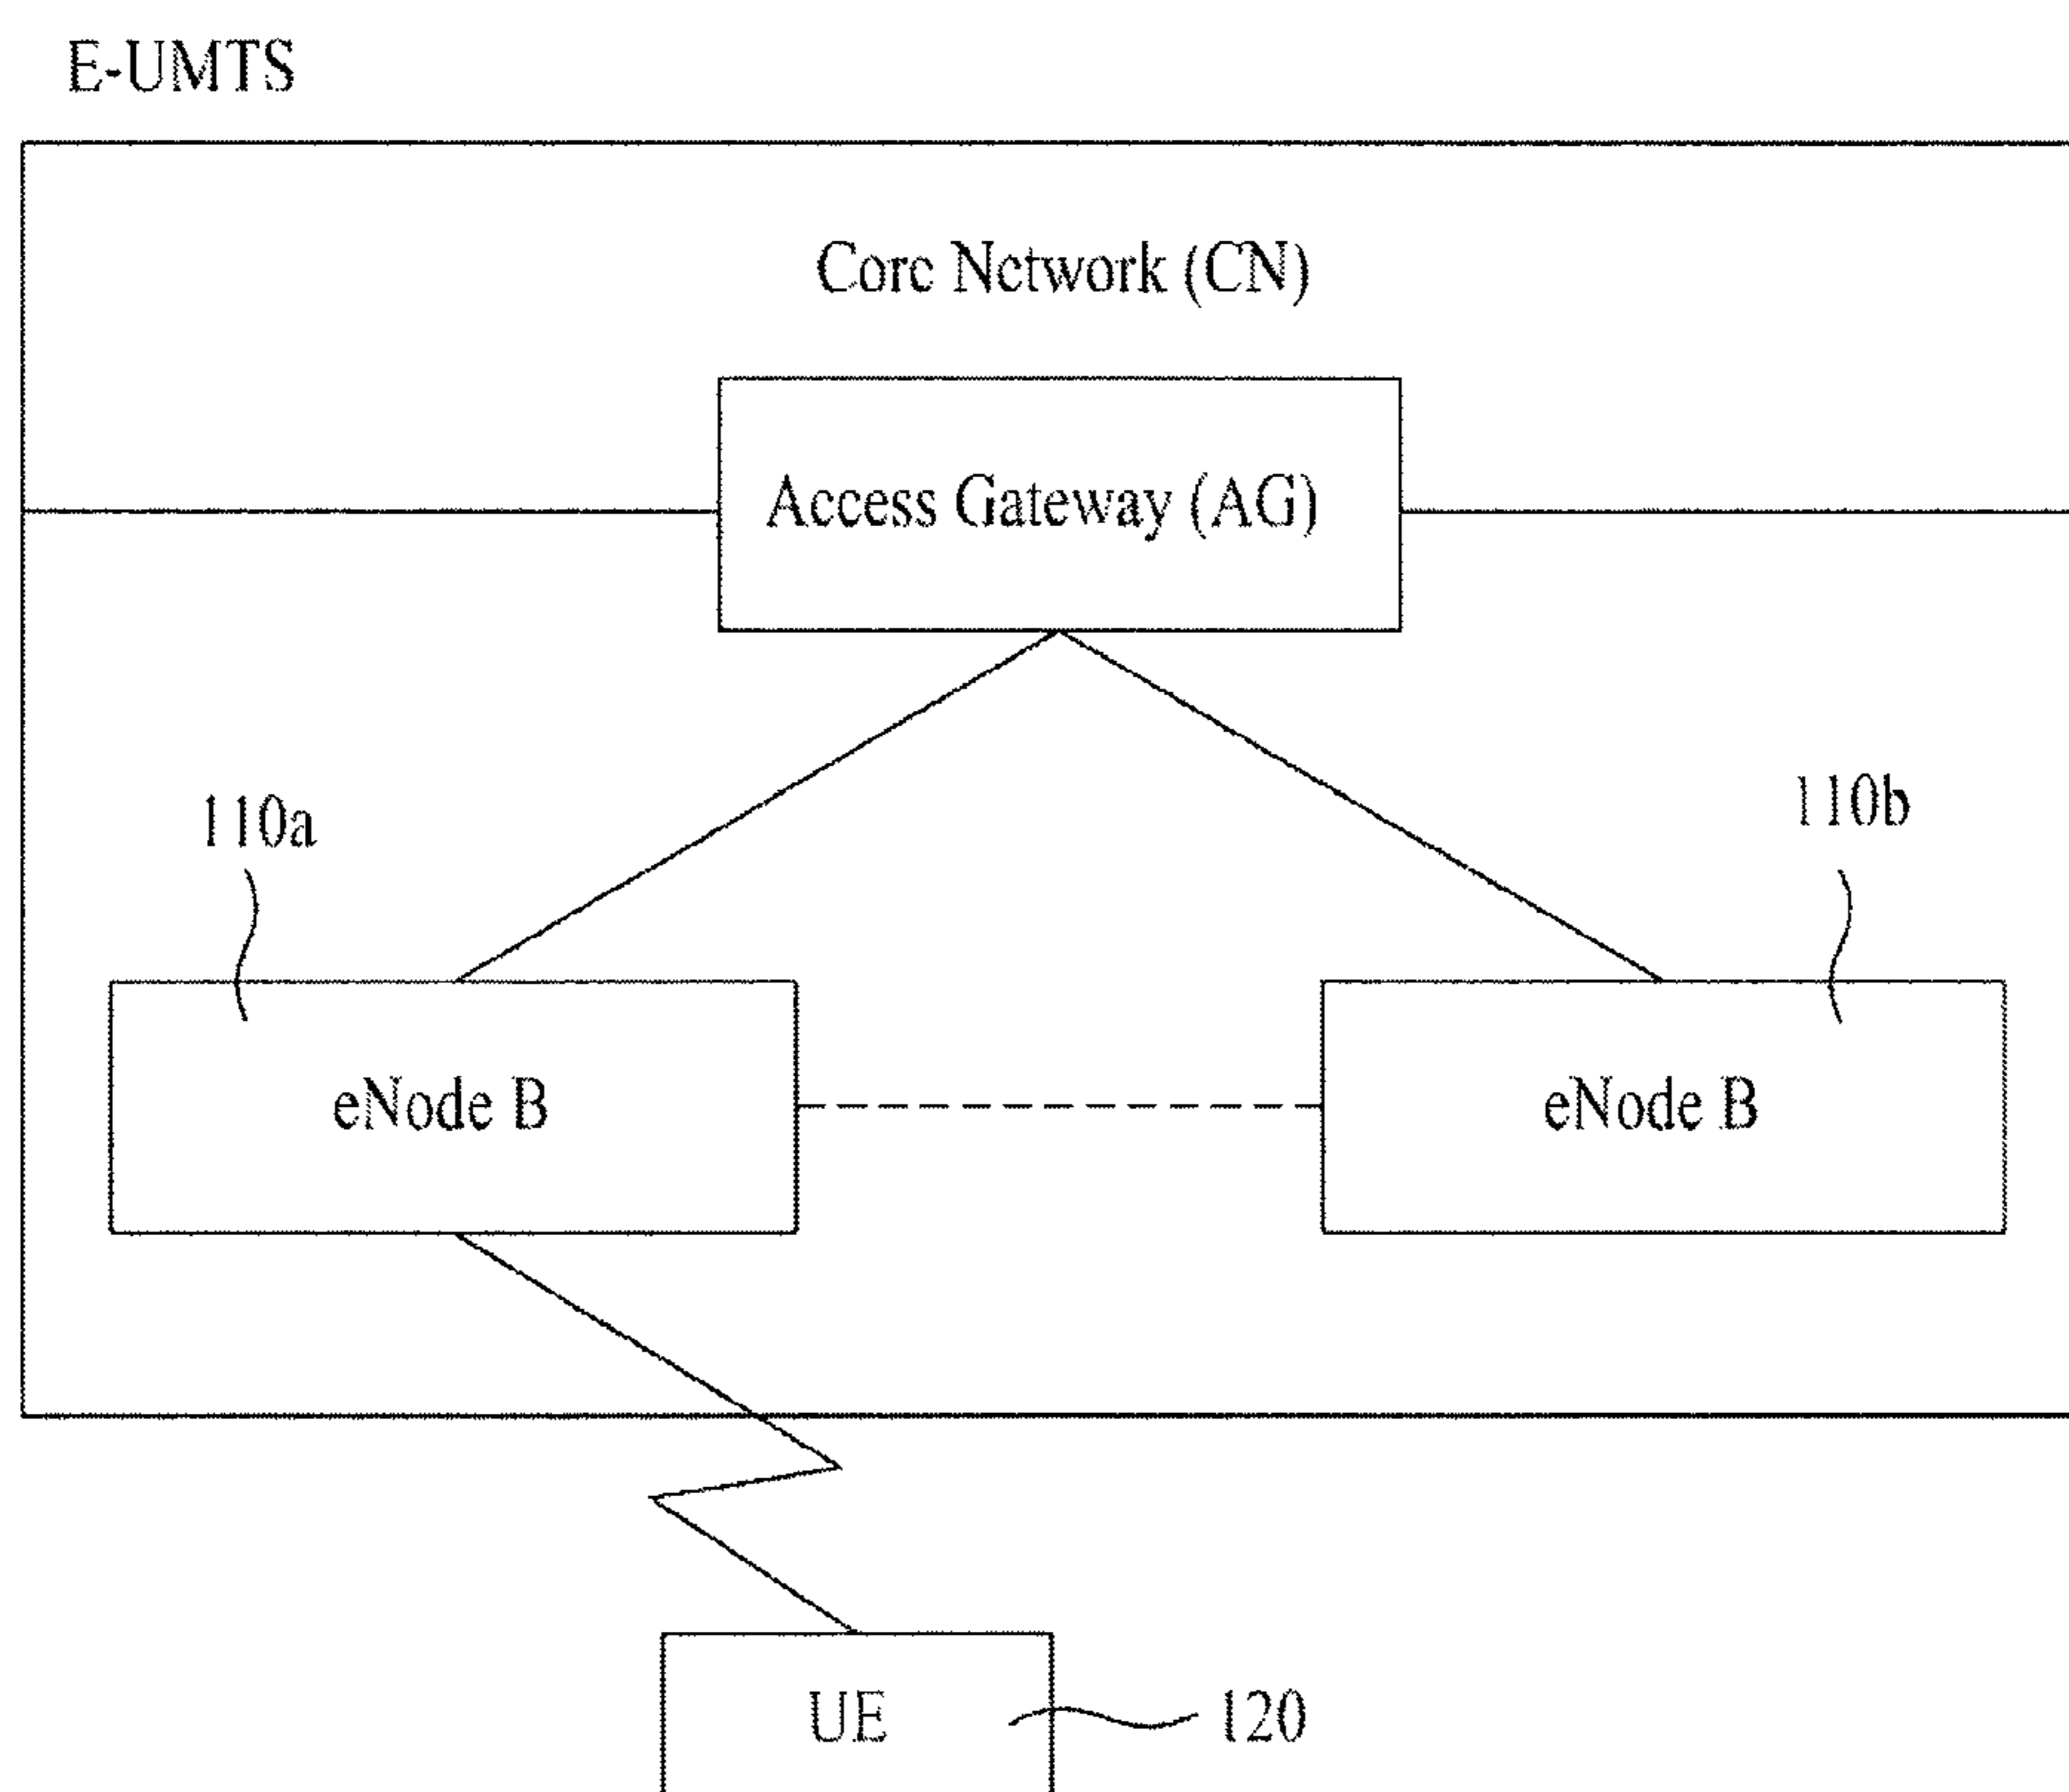 E-UMTS
Core Network (CN)
Access Gateway (AG)
110a
110b
eNode B
eNode B
UE
120